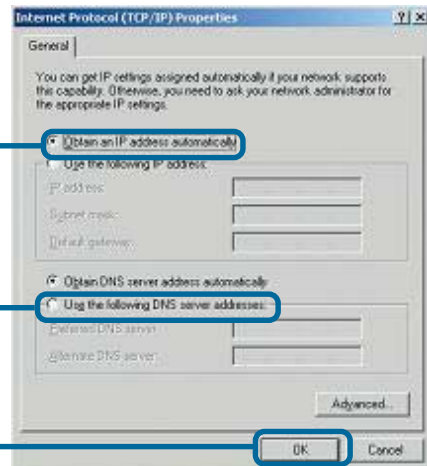 Internet Protocol (TCP/IP) Properties
General
You can get IP settings assigned automatically if your network supports
this capability. Otherwise, you need to ask your network administrator for
the appropriate IP settings.
Obtain an IP address automatically
Use the following IP address:
IP address:
Subnet mask:
Default gateway:
Obtain DNS server address automatically
Use the following DNS server addresses:
Preferred DNS server:
Alternate DNS server:
Advanced...
OK
Cancel